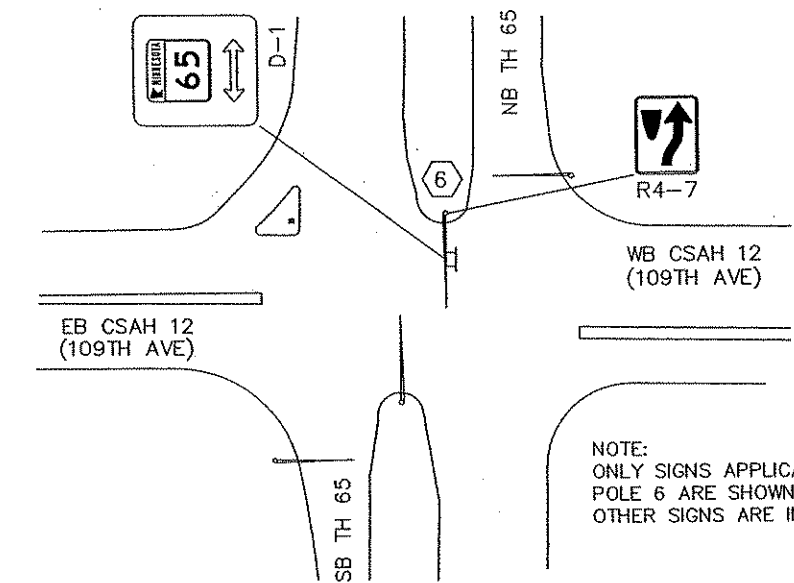 MINNESOTA
65
D-1
NB TH 65
6
R4-7
WB CSAH 12
(109TH AVE)
EB CSAH 12
(109TH AVE)
SB TH 65
NOTE:
ONLY SIGNS
POLE 6 ARE SHOWN
OTHER SIGNS ARE